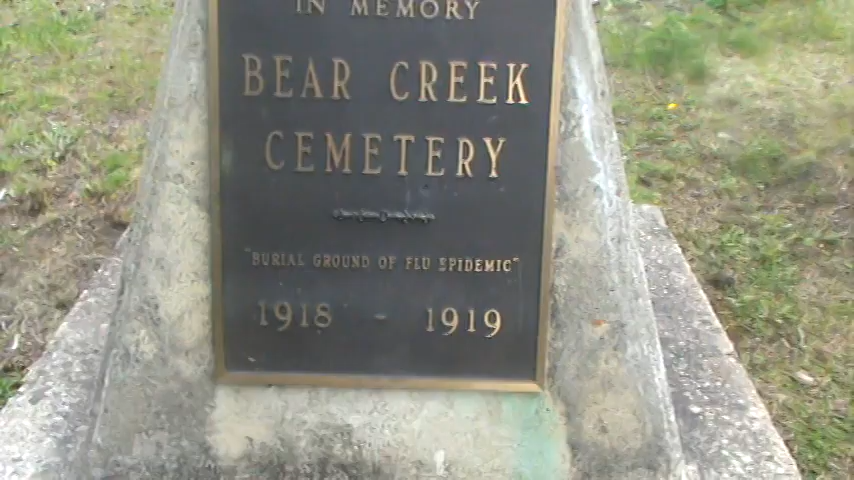 IN MEMORY
BEAR CREEK
CEMETERY
"BURIAL GROUND OF FLU EPIDEMIC"
1918 - 1919